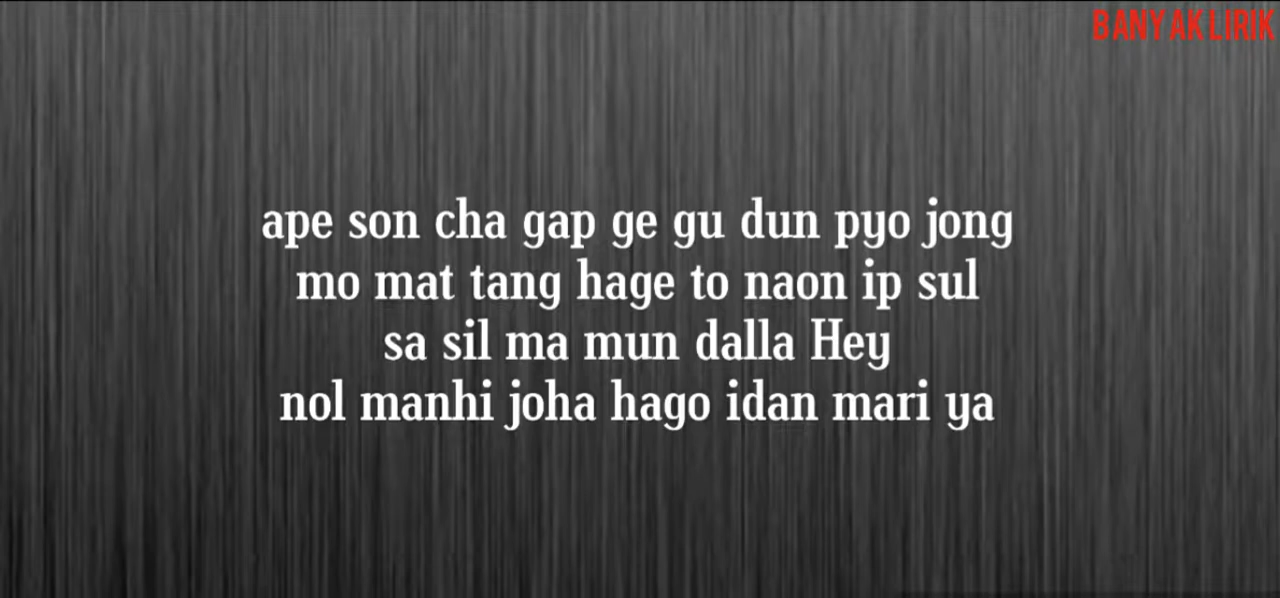 BANYAK LIRIK
ape son cha gap ge gu dun pyo jong
mo mat tang hage to naon ip sul
sa sil ma mun dalla Hey
nol manhi joha hago idan mari ya